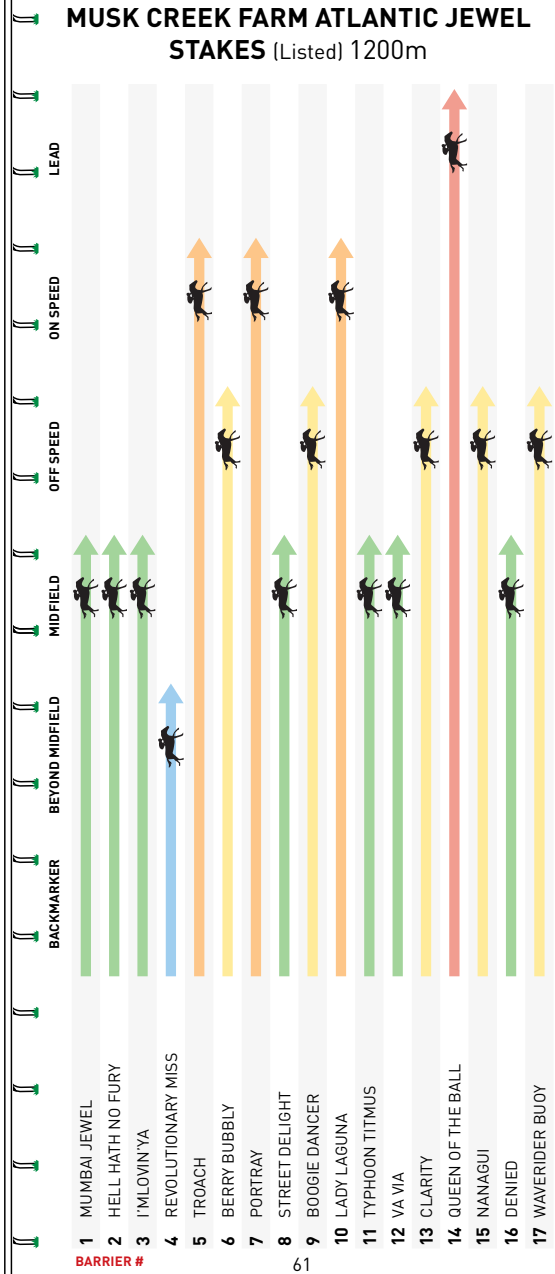 MUSK CREEK FARM ATLANTIC JEWEL
STAKES (Listed) 1200m
LEAD
ON SPEED
OFF SPEED
MIDFIELD
BEYOND MIDFIELD
BACKMARKER
1 MUMBAI JEWEL
2 HELL HATH NO FURY
3 I'MLOVIN'YA
4 REVOLUTIONARY MISS
5 TROACH
6 BERRY BUBBLY
7 PORTRAY
8 STREET DELIGHT
9 BOOGIE DANCER
10 LADY LAGUNA
11 TYPHOON TITMUS
12 VA VIA
13 CLARITY
14 QUEEN OF THE BALL
15 NANAGUI
16 DENIED
17 WAVERIDER BUOY
BARRIER #
61